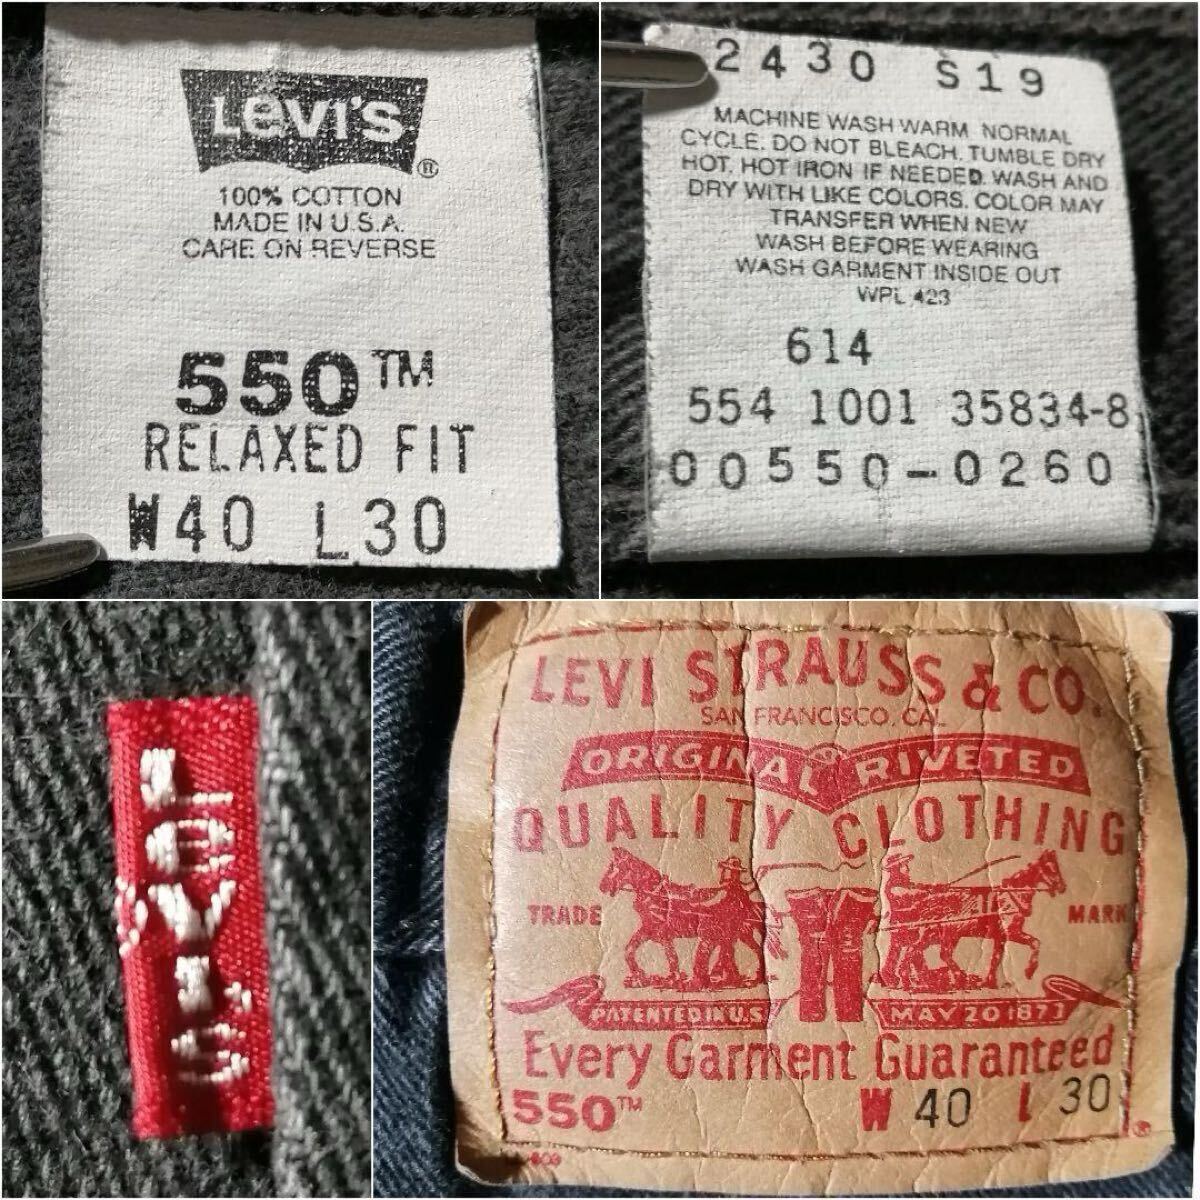 LEVI'S ®
100% COTTON
MADE IN U.S.A.
CARE ON REVERSE
550™
RELAXED FIT
W40 L30
2430 S19
MACHINE WASH WARM NORMAL
CYCLE. DO NOT BLEACH. TUMBLE DRY
HOT. HOT IRON IF NEEDED. WASH AND
DRY WITH LIKE COLORS. COLOR MAY
TRANSFER WHEN NEW
WASH BEFORE WEARING
WASH GARMENT INSIDE OUT
WPL 423
614
554 1001 35834-8
00550-0260
LEVI'S
LEVI STRAUSS & CO.
SAN FRANCISCO, CAL
ORIGINAL RIVETED
QUALITY CLOTHING
TRADE MARK
PATENTED IN U.S. MAY 20 1873
Every Garment Guaranteed
550™ W 40 L 30